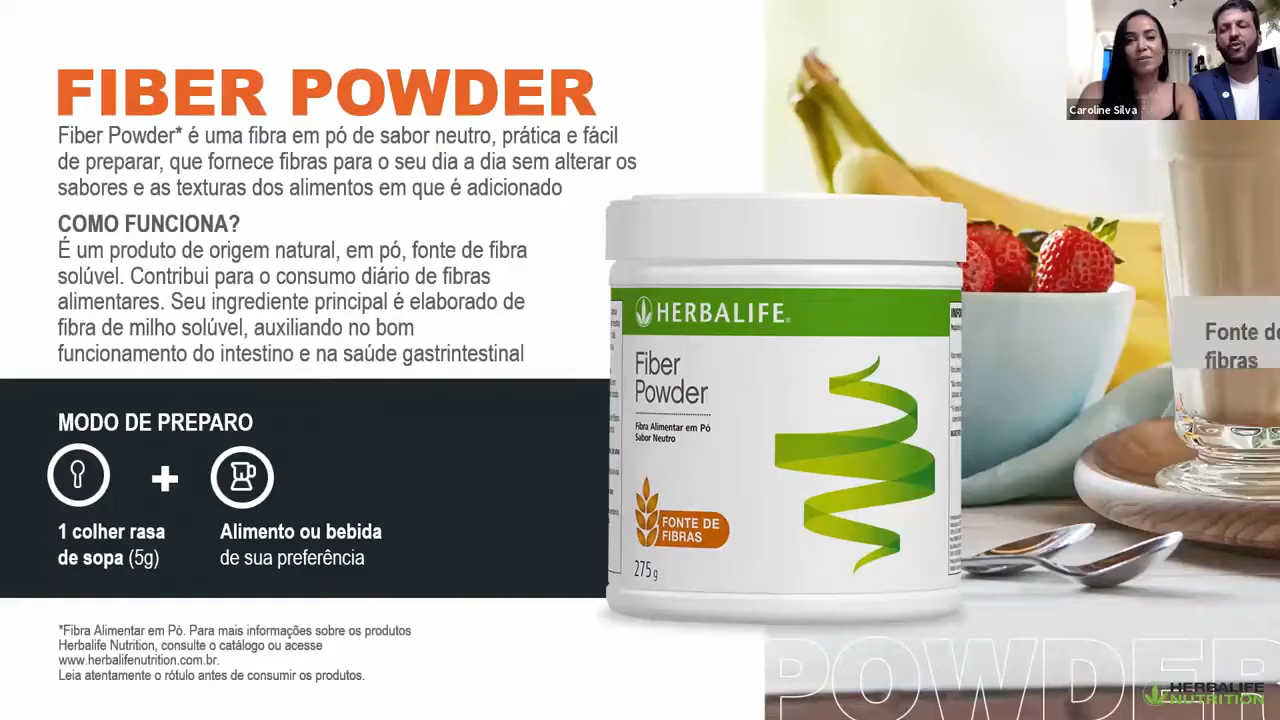 FIBER POWDER
Fiber Powder* é uma fibra em pó de sabor neutro, prática e fácil
de preparar, que fornece fibras para o seu dia a dia sem alterar os
sabores e as texturas dos alimentos em que é adicionado
COMO FUNCIONA?
É um produto de origem natural, em pó, fonte de fibra
solúvel. Contribui para o consumo diário de fibras
alimentares. Seu ingrediente principal é elaborado de
fibra de milho solúvel, auxiliando no bom
funcionamento do intestino e na saúde gastrintestinal
MODO DE PREPARO
+
1 colher rasa
de sopa (5g)
Alimento ou bebida
de sua preferência
*Fibra Alimentar em Pó. Para mais informações sobre os produtos
Herbalife Nutrition, consulte o catálogo ou acesse
www.herbalifenutrition.com.br.
Leia atentamente o rótulo antes de consumir os produtos.
HERBALIFE
Fiber
Powder
Fibra Alimentar em Pó
Sabor Neutro
FONTE DE
FIBRAS
275g
Caroline Silva
Fonte de
fibras
POWDER
HERBALIFE
NUTRITION